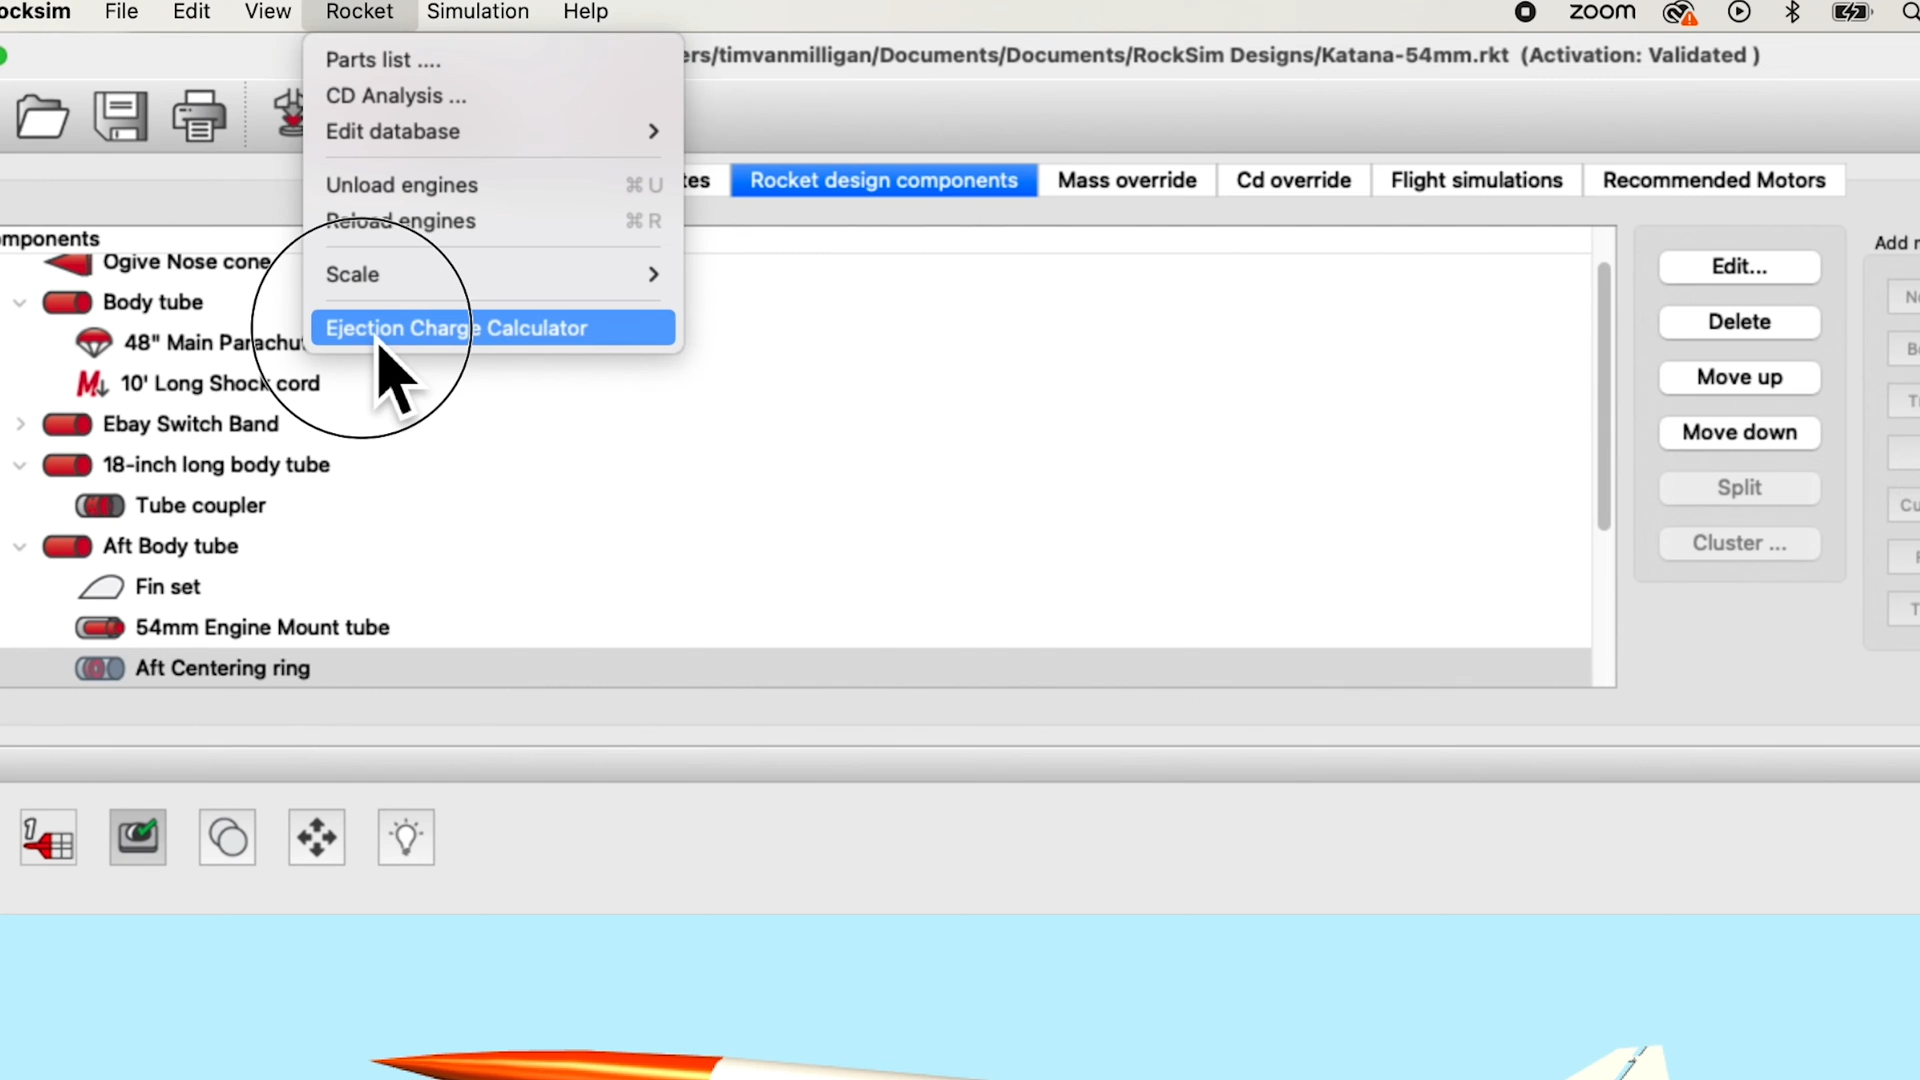 ocksim File Edit View Rocket Simulation Help zoom
ers/timvanmilligan/Documents/Documents/RockSim Designs/Katana-54mm.rkt (Activation: Validated )
Parts list ....
CD Analysis ...
Edit database
Unload engines ⌘ U
Reload engines ⌘ R
Scale
Ejection Charge Calculator
tes Rocket design components Mass override Cd override Flight simulations Recommended Motors
mponents
Ogive Nose cone
Body tube
48" Main Parachut
10' Long Shock cord
Ebay Switch Band
18-inch long body tube
Tube coupler
Aft Body tube
Fin set
54mm Engine Mount tube
Aft Centering ring
Edit...
Delete
Move up
Move down
Split
Cluster ...
Add
Cu
1